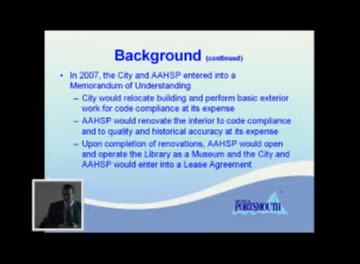 Background (continued)
• In 2007, the City and AAHSP entered into a
Memorandum of Understanding
– City would relocate building and perform basic exterior
work for code compliance at its expense
– AAHSP would renovate the interior to code compliance
and to quality and historical accuracy at its expense
– Upon completion of renovations, AAHSP would open
and operate the Library as a Museum and the City and
AAHSP would enter into a Lease Agreement
PORTSMOUTH